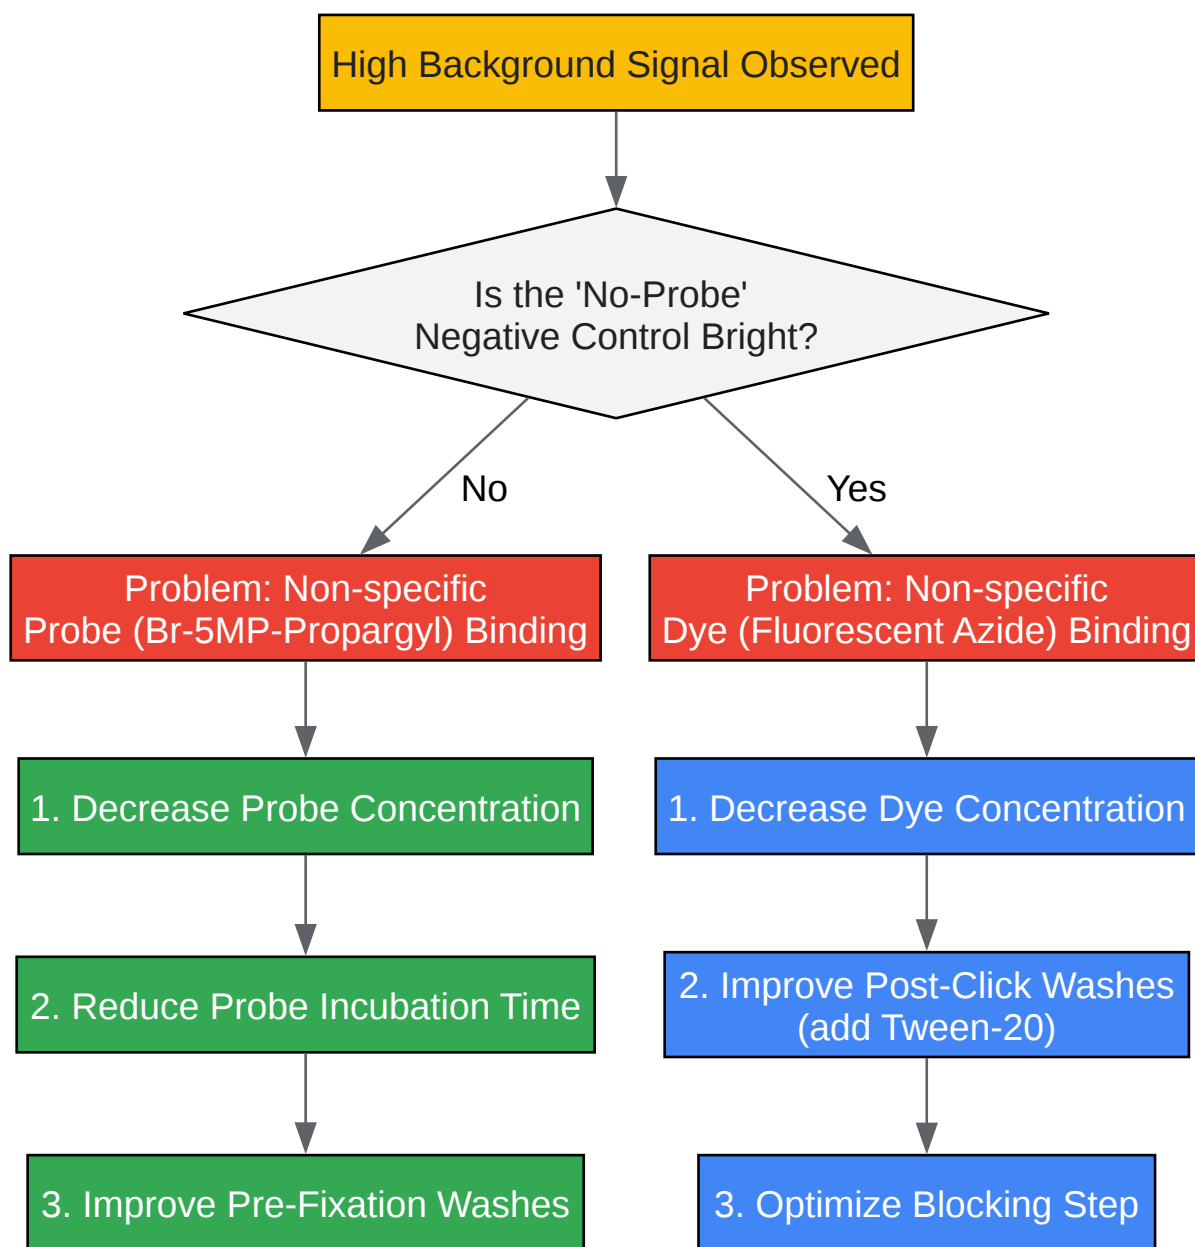 High Background Signal Observed
Is the 'No-Probe'
Negative Control Bright?
No
Yes
Problem: Non-specific
Probe (Br-5MP-Propargyl) Binding
Problem: Non-specific
Dye (Fluorescent Azide) Binding
1. Decrease Probe Concentration
1. Decrease Dye Concentration
2. Reduce Probe Incubation Time
2. Improve Post-Click Washes
(add Tween-20)
3. Improve Pre-Fixation Washes
3. Optimize Blocking Step